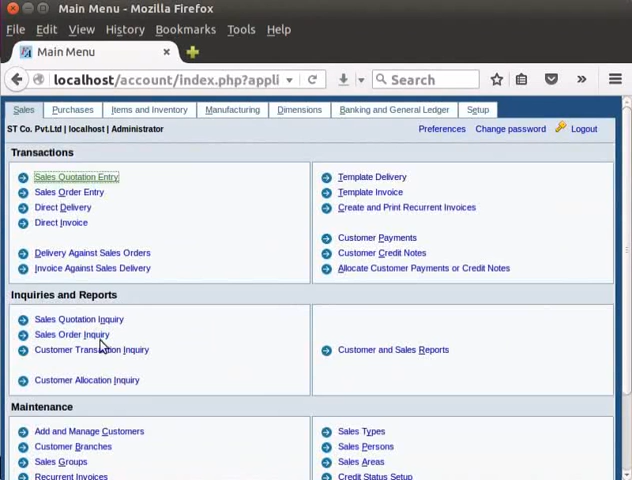 Main Menu - Mozilla Firefox
File Edit View History Bookmarks Tools Help
Main Menu
localhost/account/index.php?appli Search
Sales Purchases Items and Inventory Manufacturing Dimensions Banking and General Ledger Setup
ST Co. Pvt.Ltd | localhost | Administrator Preferences Change password Logout
Transactions
Sales Quotation Entry Template Delivery
Sales Order Entry Template Invoice
Direct Delivery Create and Print Recurrent Invoices
Direct Invoice
Customer Payments
Delivery Against Sales Orders Customer Credit Notes
Invoice Against Sales Delivery Allocate Customer Payments or Credit Notes
Inquiries and Reports
Sales Quotation Inquiry
Sales Order Inquiry
Customer Transaction Inquiry Customer and Sales Reports
Customer Allocation Inquiry
Maintenance
Add and Manage Customers Sales Types
Customer Branches Sales Persons
Sales Groups Sales Areas
Recurrent Invoices Credit Status Setup